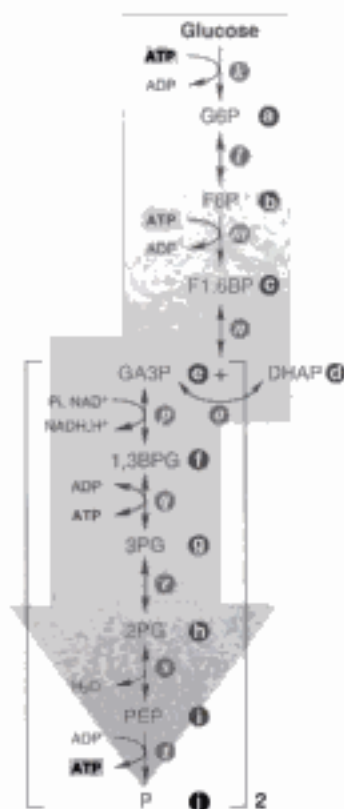 Glucose
ATP
k
ADP
G6P a
l
F6P b
ATP
m
ADP
F1.6BP c
n
GA3P e + DHAP d
Pi, NAD⁺
p o
NADH,H⁺
1,3BPG f
ADP
q
ATP
3PG g
r
2PG h
s
H₂O
PEP i
ADP
t
ATP
P j 2